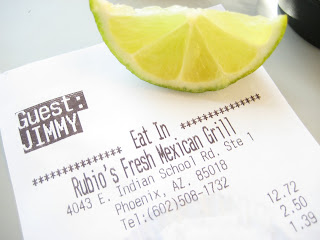 Guest:
JIMMY
************ Eat In ************
Rubio's Fresh Mexican Grill
4043 E. Indian School Rd. Ste 1
Phoenix, AZ. 85018
Tel:(602)508-1732
12.72
2.50
1.39